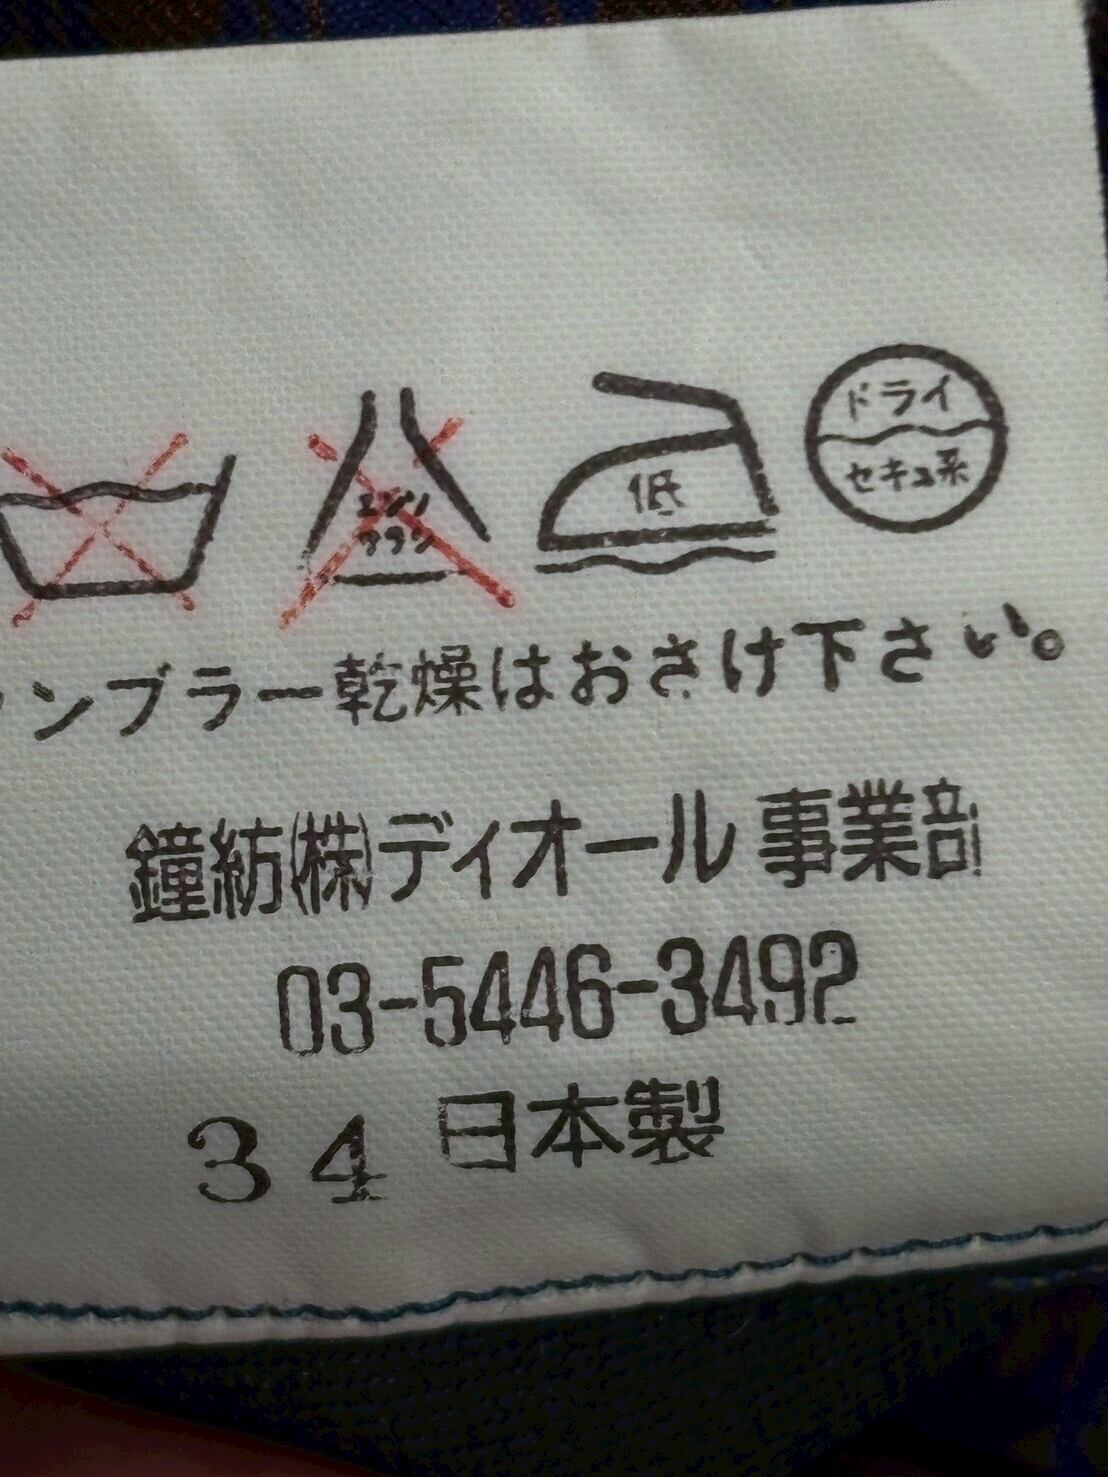 エンソ
サラシ
低
ドライ
セキユ系
ンブラー乾燥はおさけ下さい。
鐘紡(株)ディオール事業部
03-5446-3492
34 日本製